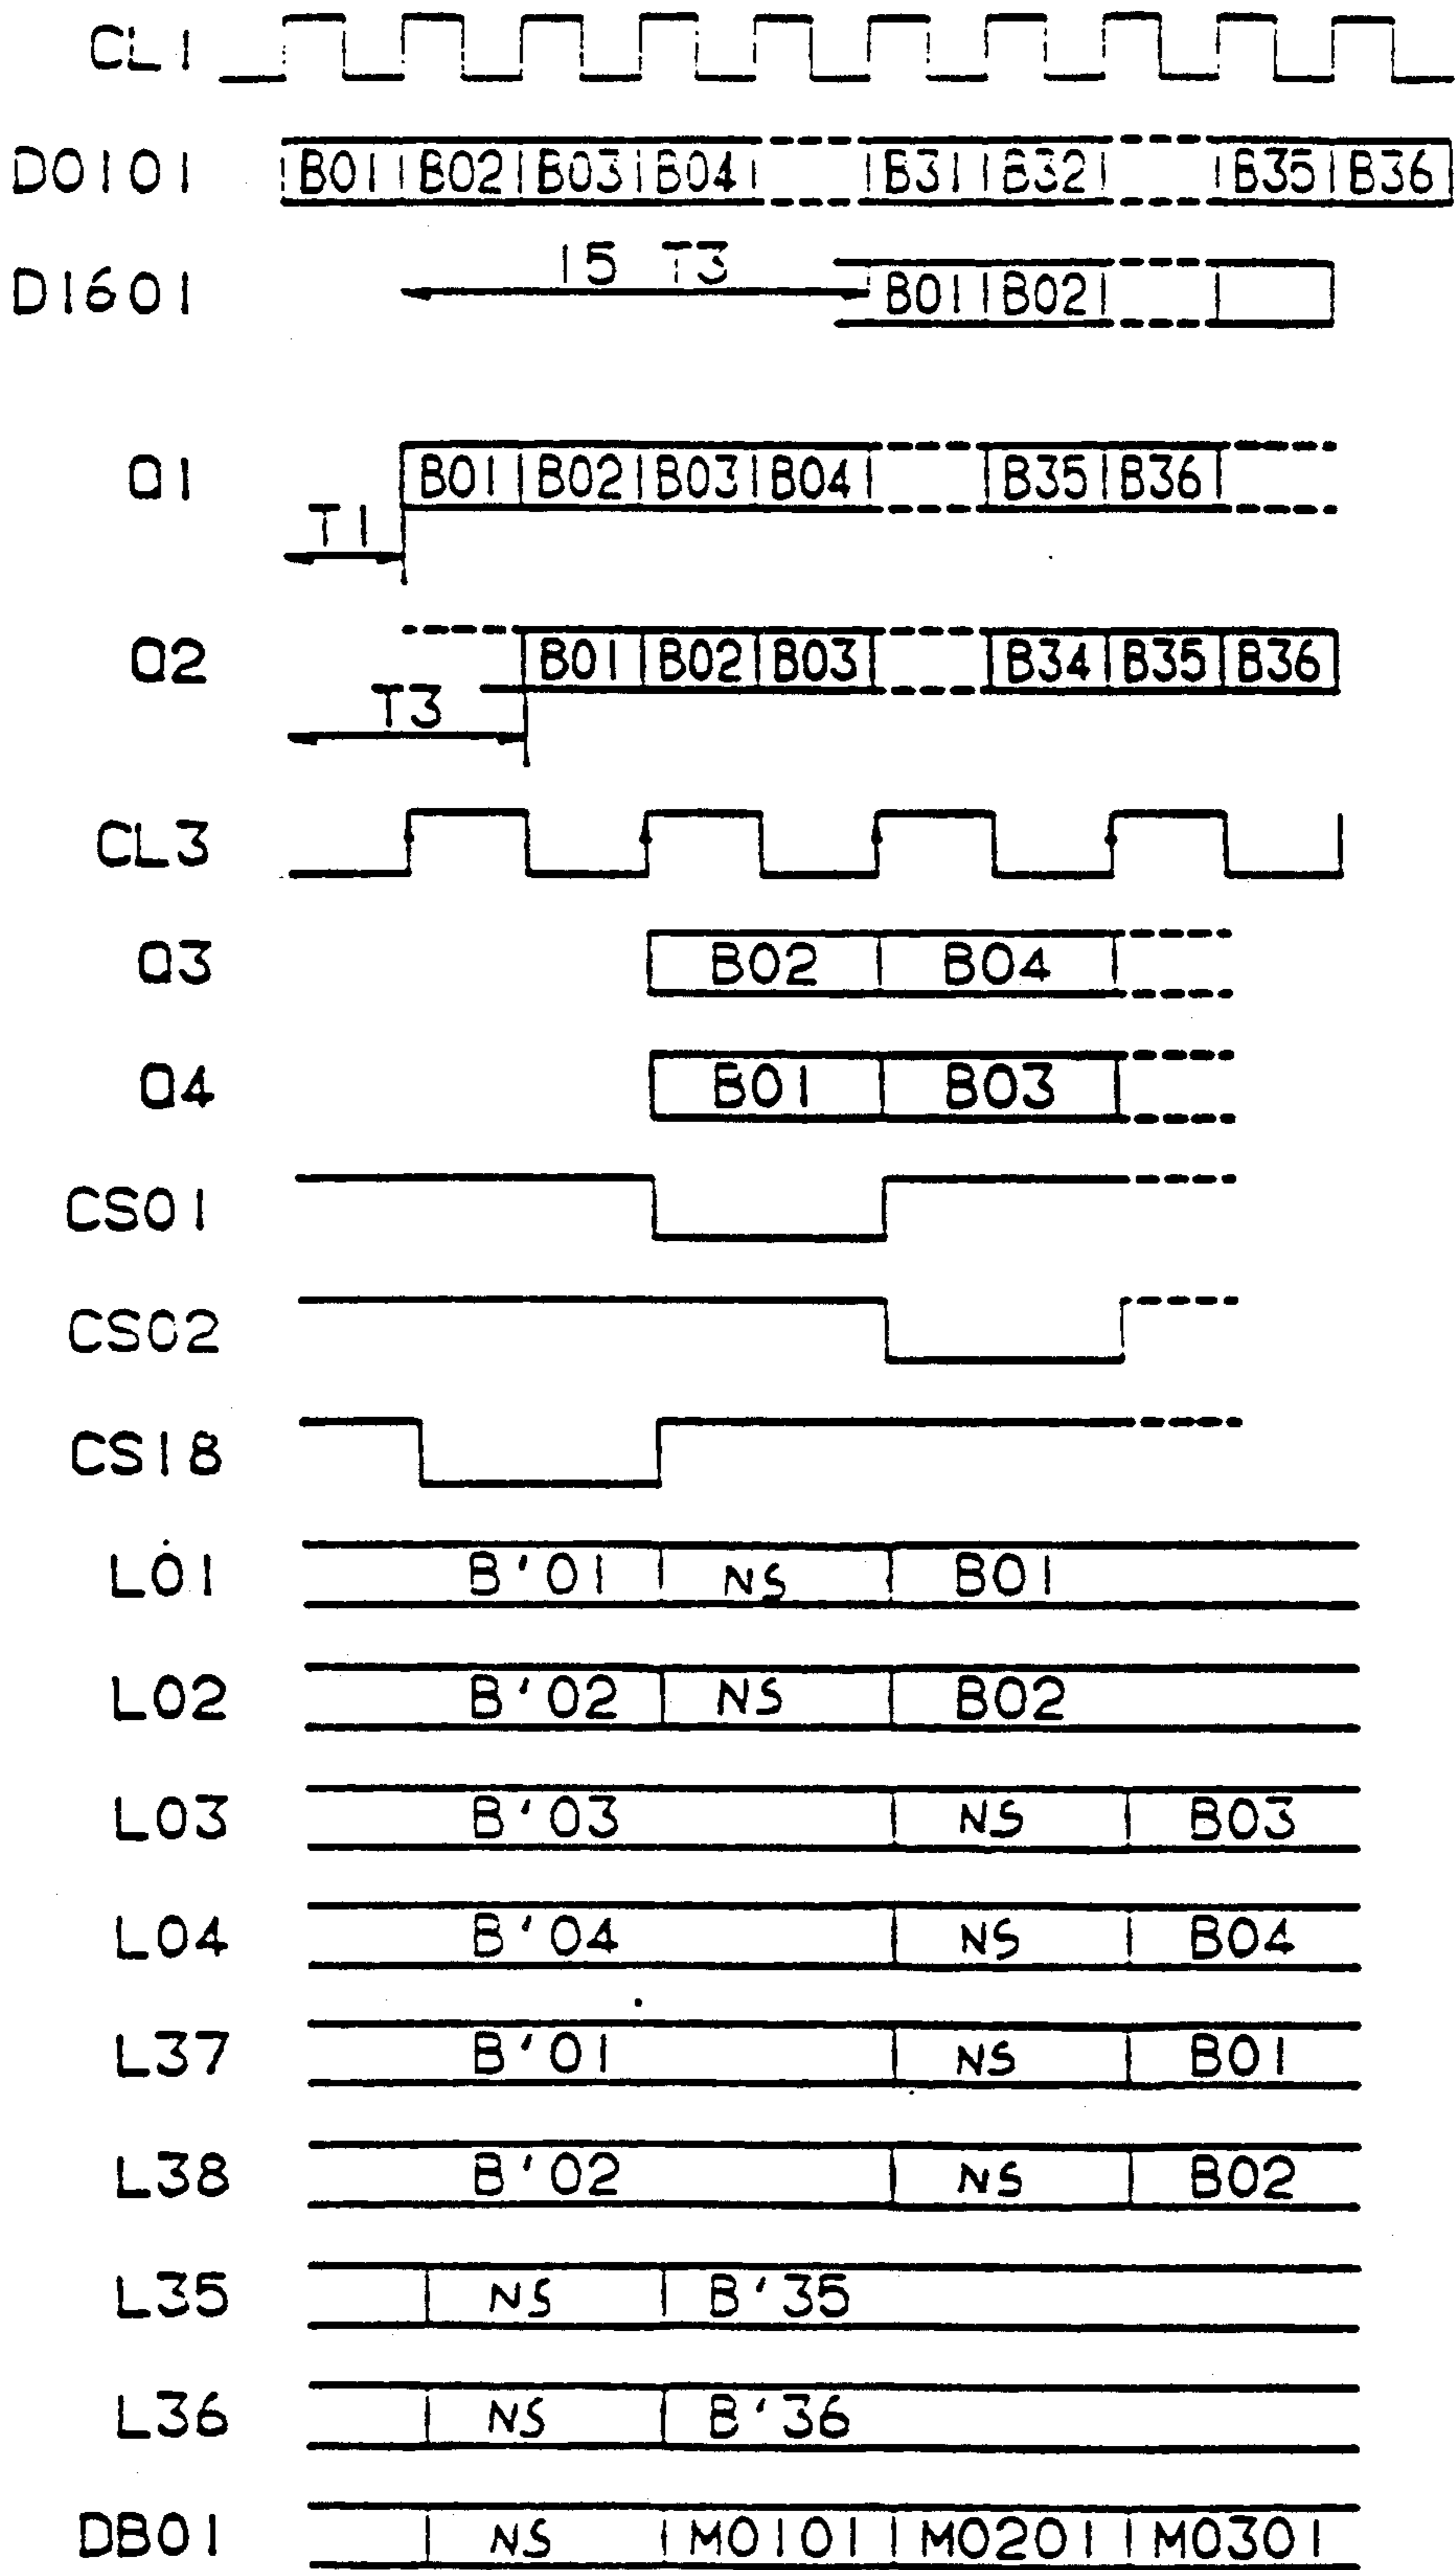 CL1
D0101 B01 B02 B03 B04 B31 B32 B35 B36
D1601 15 T3 B01 B02
Q1 B01 B02 B03 B04 B35 B36
T1
Q2 B01 B02 B03 B34 B35 B36
T3
CL3
Q3 B02 B04
Q4 B01 B03
CS01
CS02
CS18
L01 B'01 NS B01
L02 B'02 NS B02
L03 B'03 NS B03
L04 B'04 NS B04
L37 B'01 NS B01
L38 B'02 NS B02
L35 NS B'35
L36 NS B'36
DB01 NS M0101 M0201 M0301